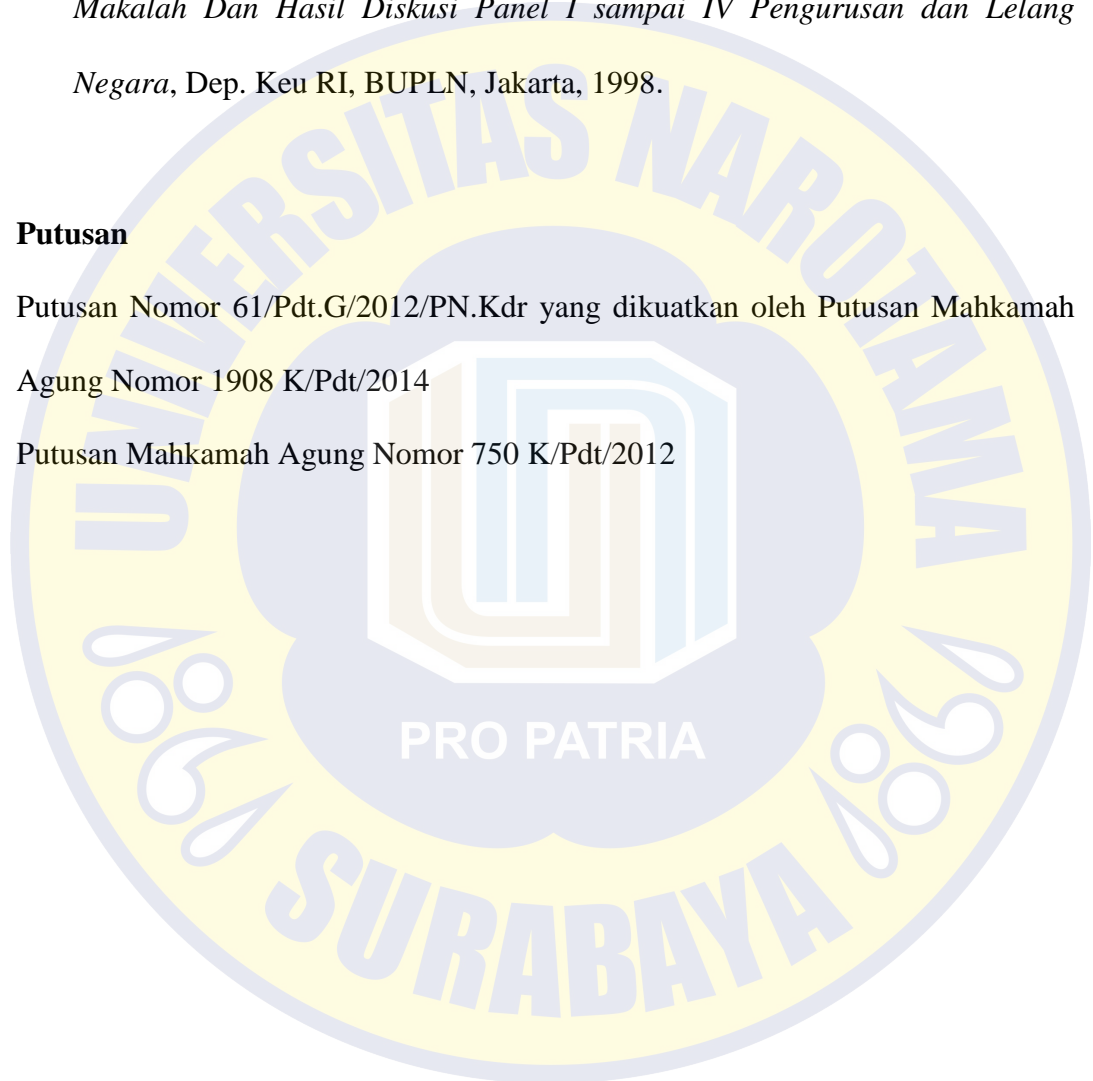 Makalah Dan Hasil Diskusi Panel I sampai IV Pengurusan dan Lelang
Negara, Dep. Keu RI, BUPLN, Jakarta, 1998.
Putusan
Putusan Nomor 61/Pdt.G/2012/PN.Kdr yang dikuatkan oleh Putusan Mahkamah
Agung Nomor 1908 K/Pdt/2014
Putusan Mahkamah Agung Nomor 750 K/Pdt/2012
UNIVERSITAS NAROTAMA
PRO PATRIA
SURABAYA